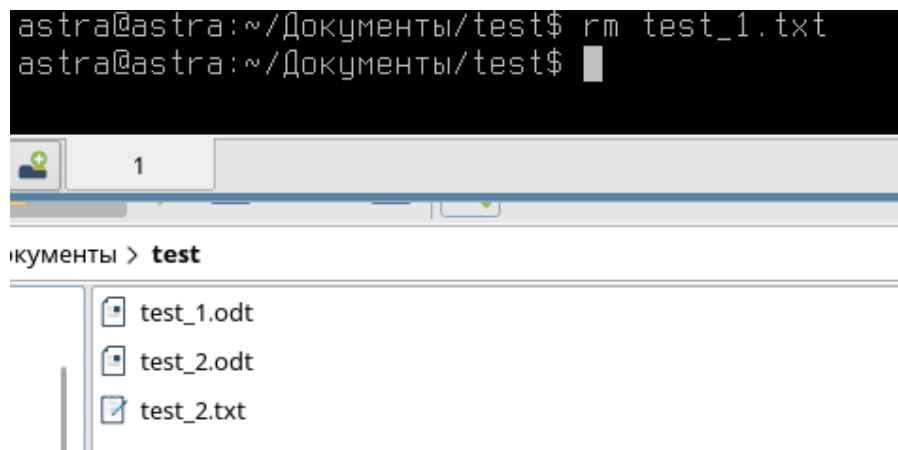 astra@astra:~/Документы/test$ rm test_1.txt
astra@astra:~/Документы/test$
1
окументы > test
test_1.odt
test_2.odt
test_2.txt